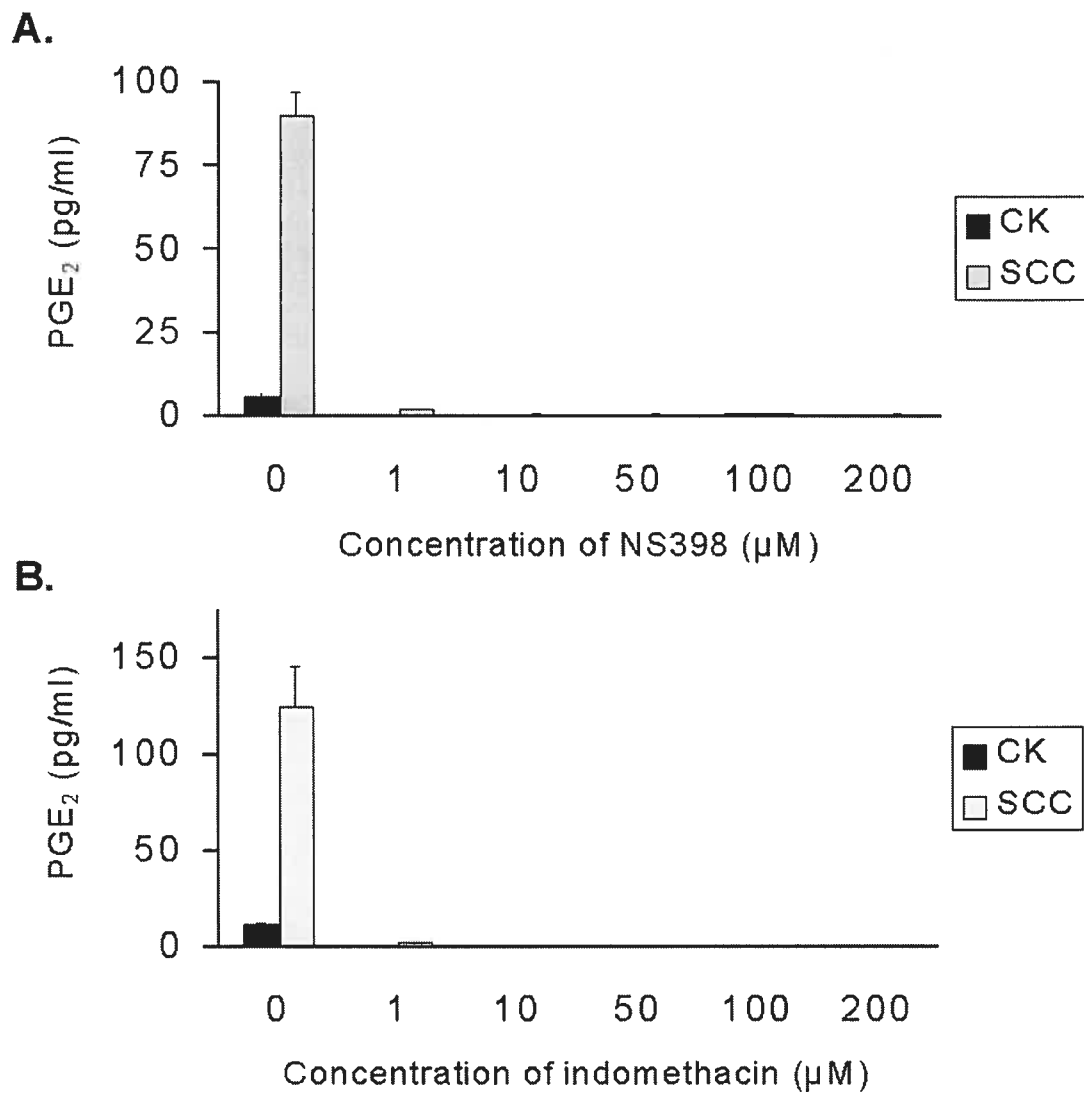 A.
100
75
50
25
0
PGE₂ (pg/ml)
CK
SCC
0 1 10 50 100 200
Concentration of NS398 (µM)
B.
150
100
50
0
PGE₂ (pg/ml)
CK
SCC
0 1 10 50 100 200
Concentration of indomethacin (µM)